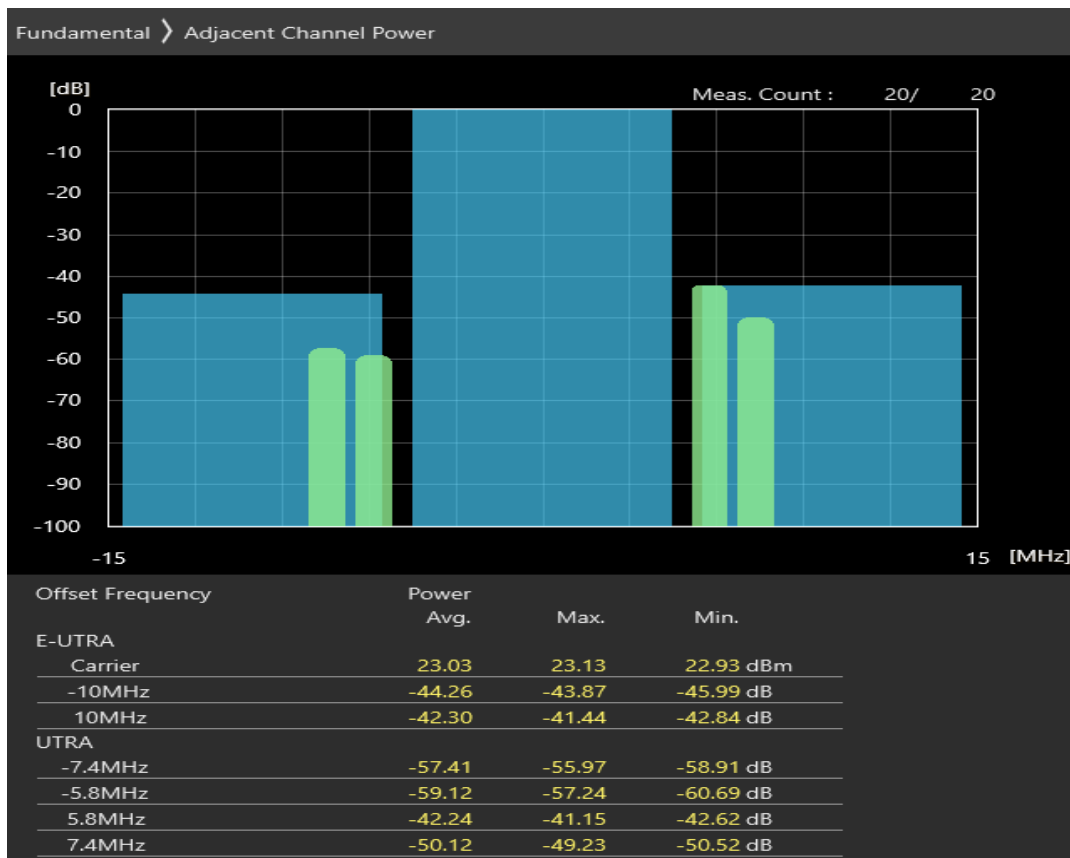 Fundamental 〉 Adjacent Channel Power
[dB]
Meas. Count : 20/ 20
0
-10
-20
-30
-40
-50
-60
-70
-80
-90
-100
-15 15 [MHz]
Offset Frequency Power
Avg. Max. Min.
E-UTRA
Carrier 23.03 23.13 22.93 dBm
-10MHz -44.26 -43.87 -45.99 dB
10MHz -42.30 -41.44 -42.84 dB
UTRA
-7.4MHz -57.41 -55.97 -58.91 dB
-5.8MHz -59.12 -57.24 -60.69 dB
5.8MHz -42.24 -41.15 -42.62 dB
7.4MHz -50.12 -49.23 -50.52 dB